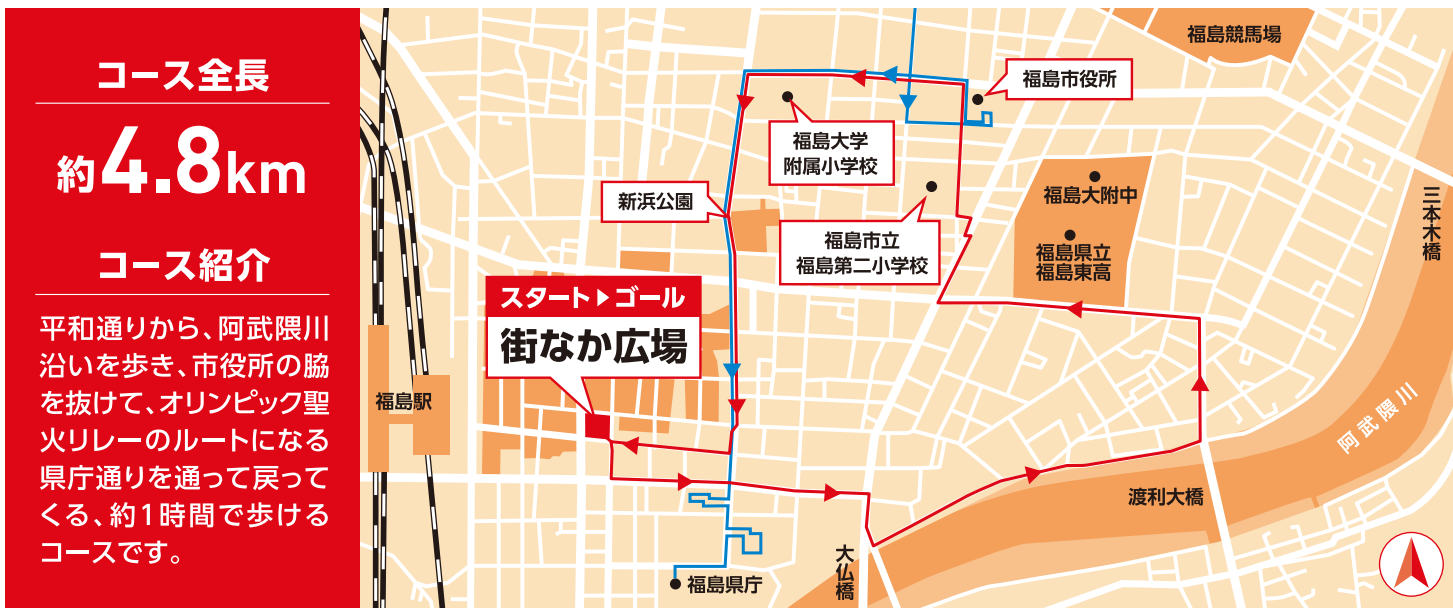 コース全長
約4.8km
コース紹介
平和通りから、阿武隈川
沿いを歩き、市役所の脇
を抜けて、オリンピック聖
火リレーのルートになる
県庁通りを通って戻って
くる、約1時間で歩ける
コースです。
福島競馬場
福島市役所
福島大学
附属小学校
福島大附中
三本木橋
新浜公園
福島市立
福島第二小学校
福島県立
福島東高
スタート▶ゴール
街なか広場
福島駅
阿武隈川
渡利大橋
大仏橋
福島県庁